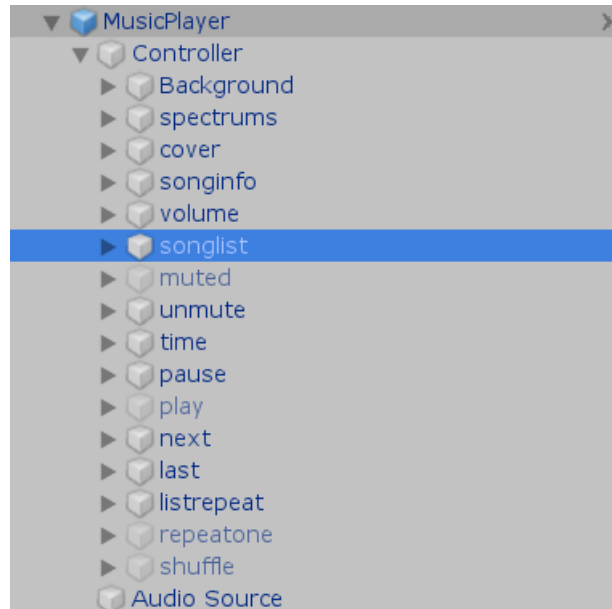 MusicPlayer
Controller
Background
spectrums
cover
songinfo
volume
songlist
muted
unmute
time
pause
play
next
last
listrepeat
repeatone
shuffle
Audio Source